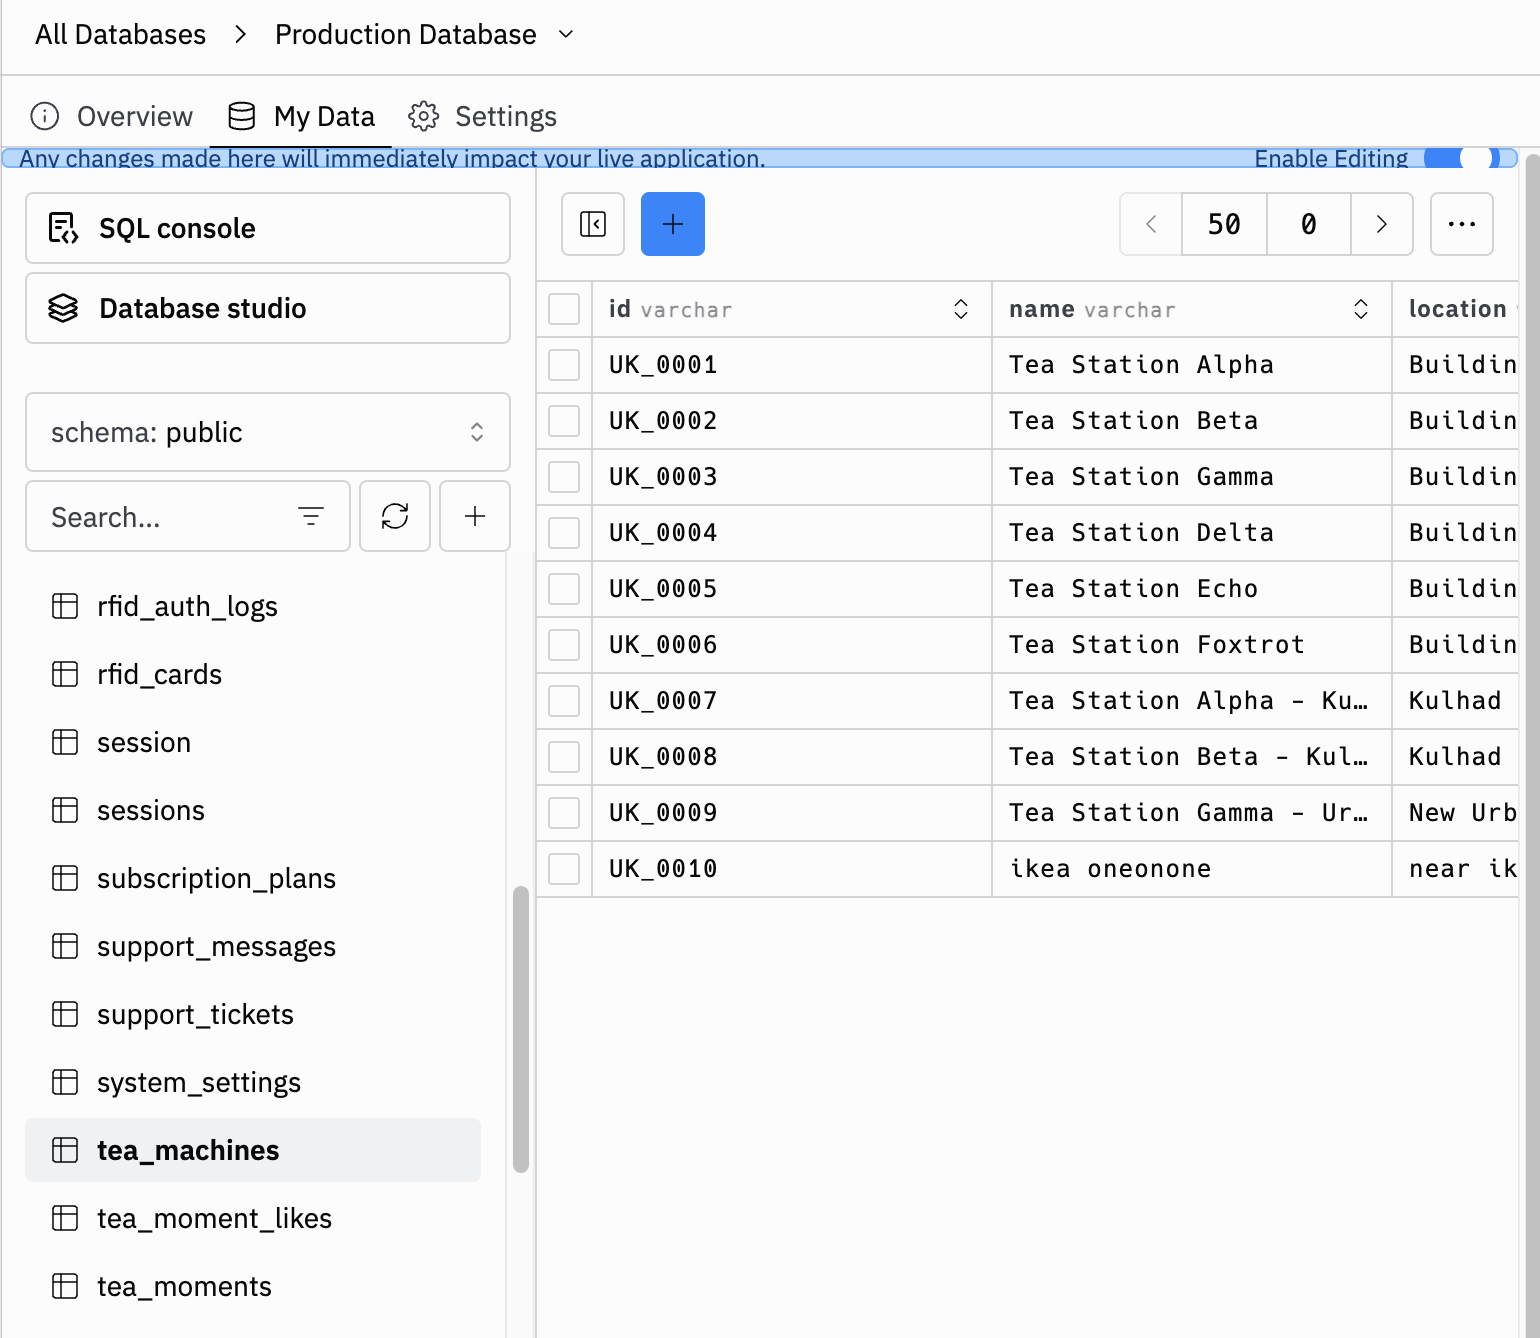 All Databases > Production Database
Overview My Data Settings
Any changes made here will immediately impact your live application. Enable Editing
SQL console
Database studio
schema: public
Search...
rfid_auth_logs
rfid_cards
session
sessions
subscription_plans
support_messages
support_tickets
system_settings
tea_machines
tea_moment_likes
tea_moments
50 0
id varchar name varchar location
UK_0001 Tea Station Alpha Buildin
UK_0002 Tea Station Beta Buildin
UK_0003 Tea Station Gamma Buildin
UK_0004 Tea Station Delta Buildin
UK_0005 Tea Station Echo Buildin
UK_0006 Tea Station Foxtrot Buildin
UK_0007 Tea Station Alpha - Ku… Kulhad
UK_0008 Tea Station Beta - Kul… Kulhad
UK_0009 Tea Station Gamma - Ur… New Urb
UK_0010 ikea oneonone near ik